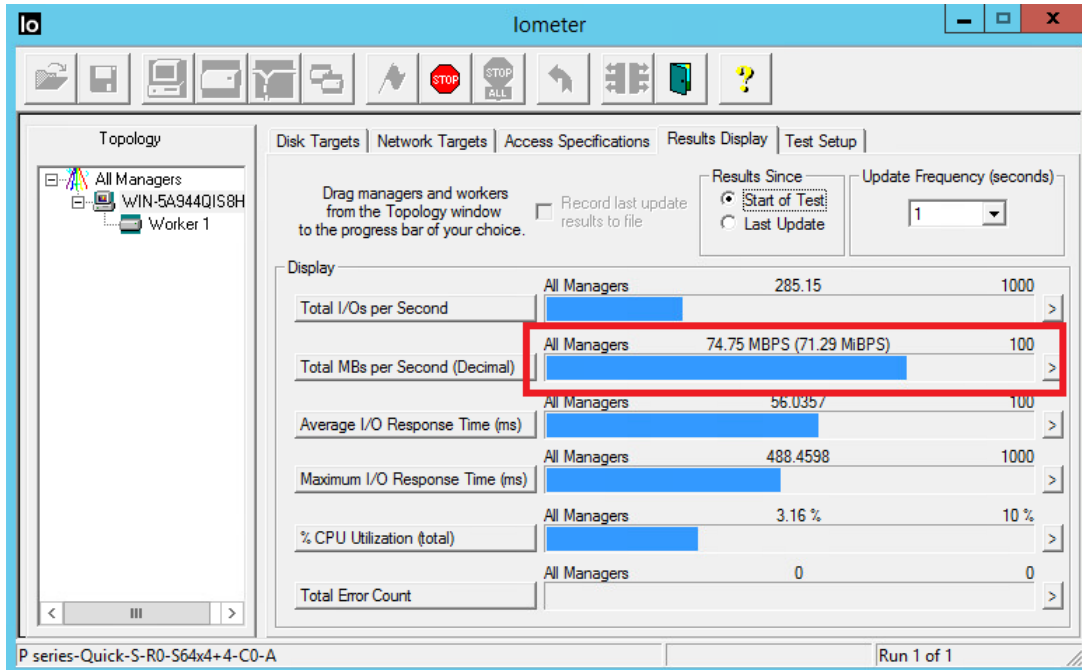 Io
Iometer
x
STOP
STOP ALL
?
Topology
All Managers
WIN-5A944QIS8H
Worker 1
Disk Targets
Network Targets
Access Specifications
Results Display
Test Setup
Drag managers and workers
from the Topology window
to the progress bar of your choice.
Record last update
results to file
Results Since
Start of Test
Last Update
Update Frequency (seconds)
1
Display
All Managers 285.15 1000
Total I/Os per Second >
All Managers 74.75 MBPS (71.29 MiBPS) 100
Total MBs per Second (Decimal) >
All Managers 56.0357 100
Average I/O Response Time (ms) >
All Managers 488.4598 1000
Maximum I/O Response Time (ms) >
All Managers 3.16 % 10 %
% CPU Utilization (total) >
All Managers 0 0
Total Error Count >
P series-Quick-S-R0-S64x4+4-C0-A
Run 1 of 1